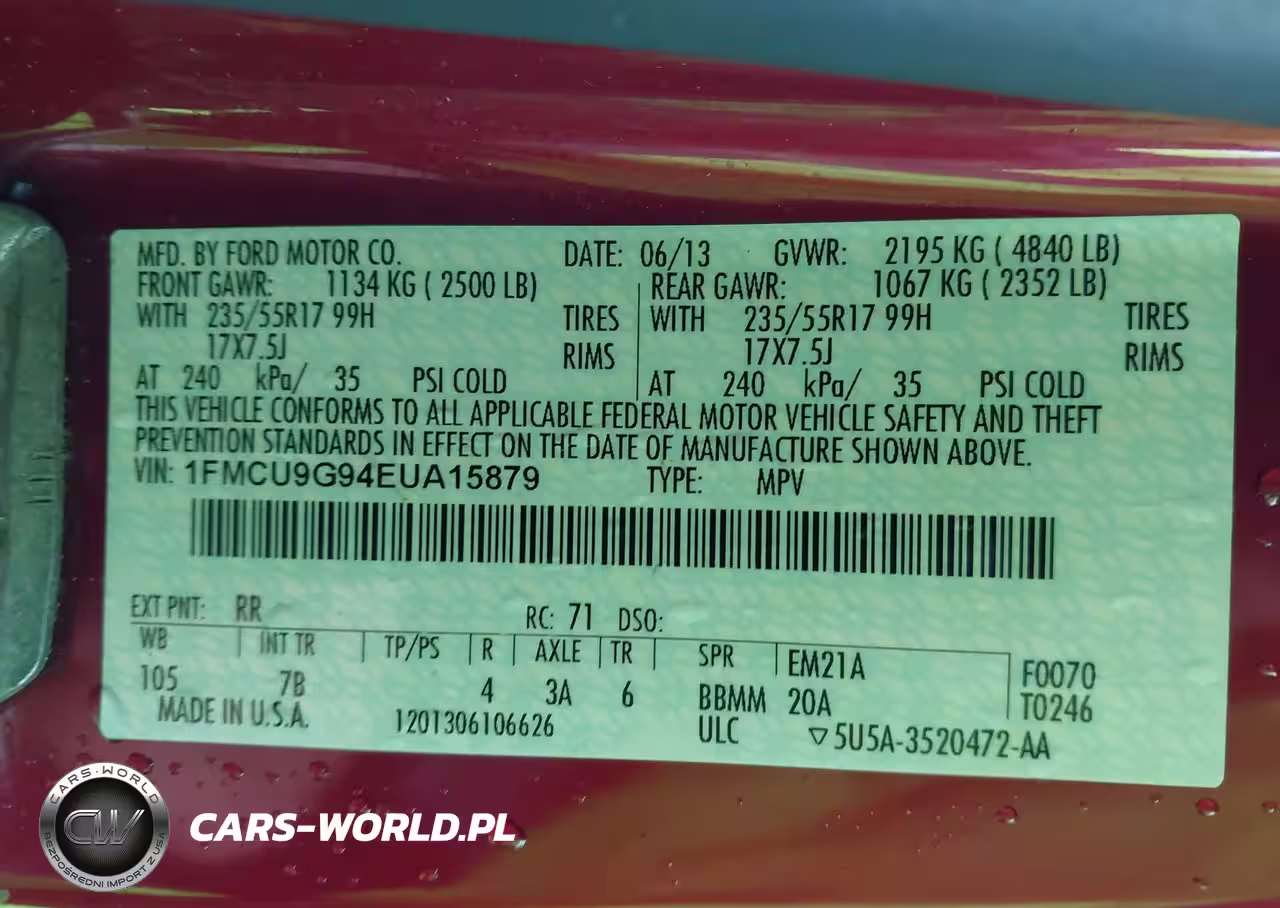 MFD. BY FORD MOTOR CO. DATE: 06/13 GVWR: 2195 KG ( 4840 LB)
FRONT GAWR: 1134 KG ( 2500 LB) REAR GAWR: 1067 KG ( 2352 LB)
WITH 235/55R17 99H TIRES WITH 235/55R17 99H TIRES
17X7.5J RIMS 17X7.5J RIMS
AT 240 kPa/ 35 PSI COLD AT 240 kPa/ 35 PSI COLD
THIS VEHICLE CONFORMS TO ALL APPLICABLE FEDERAL MOTOR VEHICLE SAFETY AND THEFT
PREVENTION STANDARDS IN EFFECT ON THE DATE OF MANUFACTURE SHOWN ABOVE.
VIN: 1FMCU9G94EUA15879 TYPE: MPV
EXT PNT: RR RC: 71 DSO:
WB INT TR TP/PS R AXLE TR SPR EM21A F0070
105 7B 4 3A 6 BBMM 20A T0246
MADE IN U.S.A. 1201306106626 ULC ▽5U5A-3520472-AA
CARS-WORLD
CW
BEZPOŚREDNI IMPORT Z USA
CARS-WORLD.PL